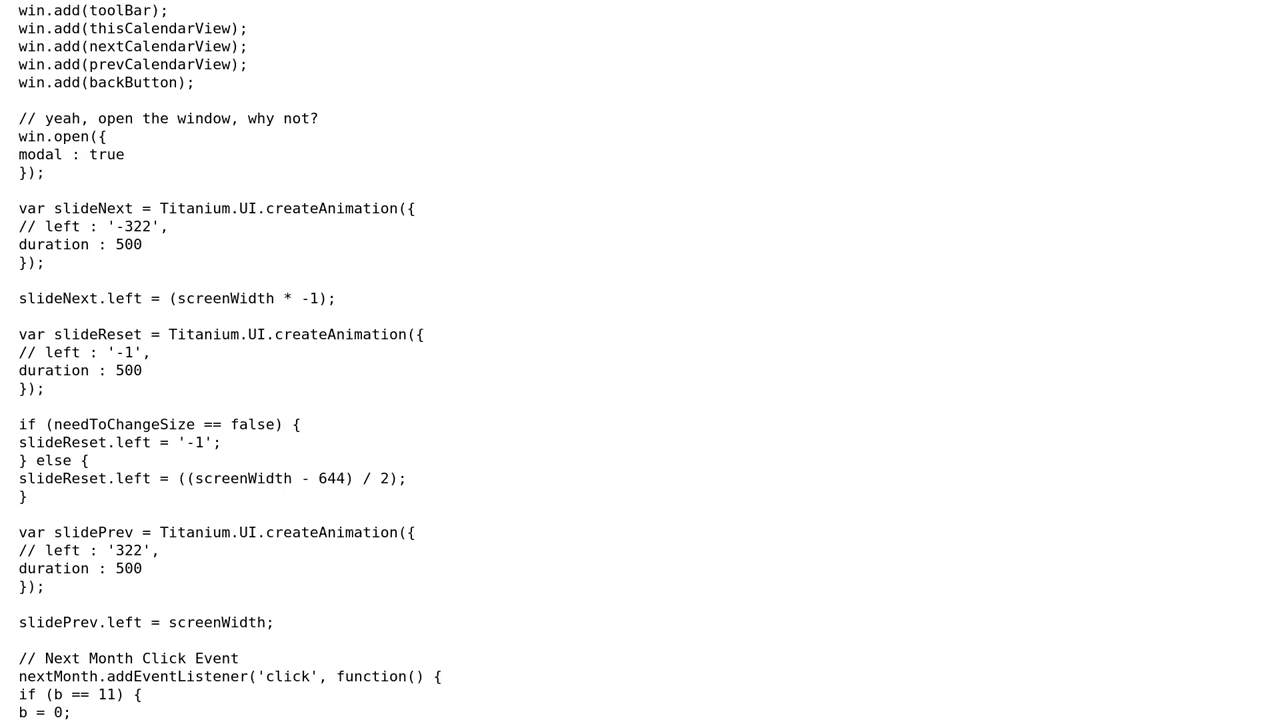 win.add(toolBar);
win.add(thisCalendarView);
win.add(nextCalendarView);
win.add(prevCalendarView);
win.add(backButton);

// yeah, open the window, why not?
win.open({
modal : true
});

var slideNext = Titanium.UI.createAnimation({
// left : '-322',
duration : 500
});

slideNext.left = (screenWidth * -1);

var slideReset = Titanium.UI.createAnimation({
// left : '-1',
duration : 500
});

if (needToChangeSize == false) {
slideReset.left = '-1';
} else {
slideReset.left = ((screenWidth - 644) / 2);
}

var slidePrev = Titanium.UI.createAnimation({
// left : '322',
duration : 500
});

slidePrev.left = screenWidth;

// Next Month Click Event
nextMonth.addEventListener('click', function() {
if (b == 11) {
b = 0;